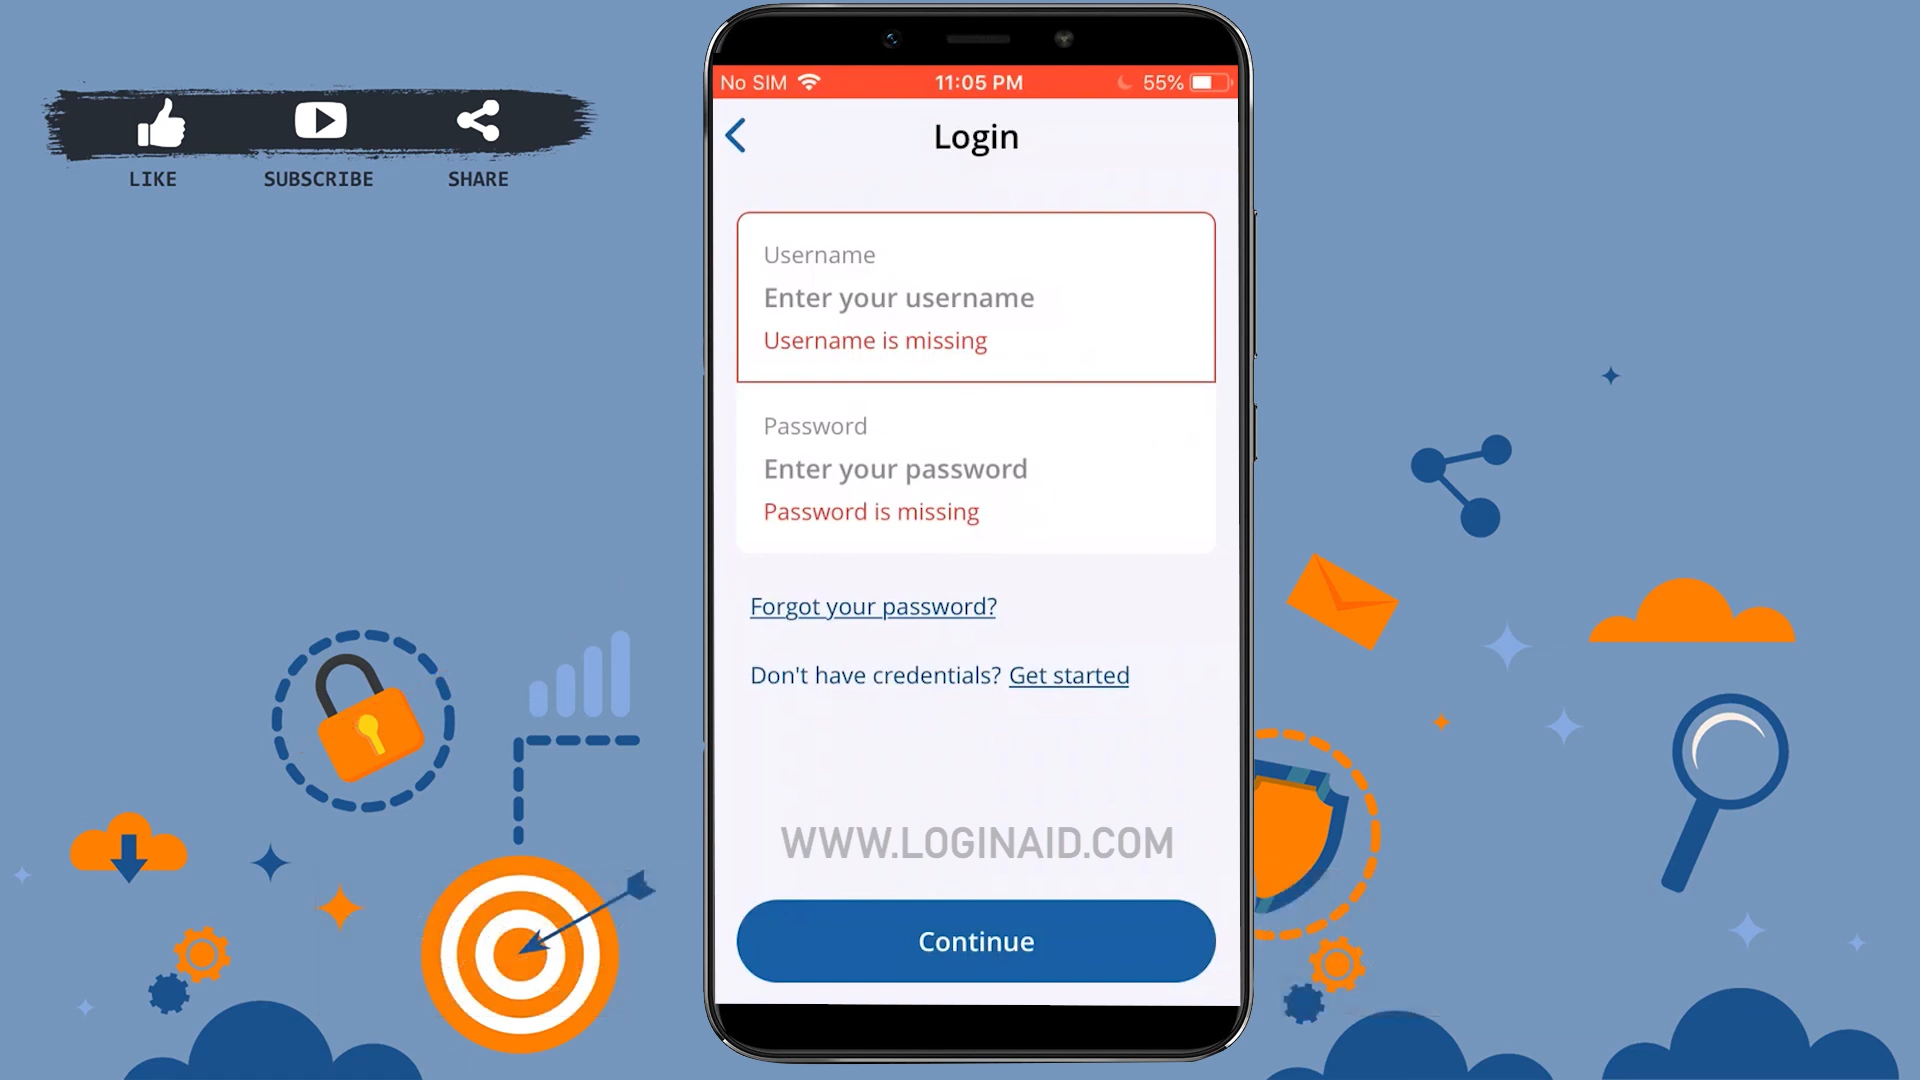 LIKE
SUBSCRIBE
SHARE
No SIM
11:05 PM
55%
Login
Username
Enter your username
Username is missing
Password
Enter your password
Password is missing
Forgot your password?
Don't have credentials? Get started
WWW.LOGINAID.COM
Continue